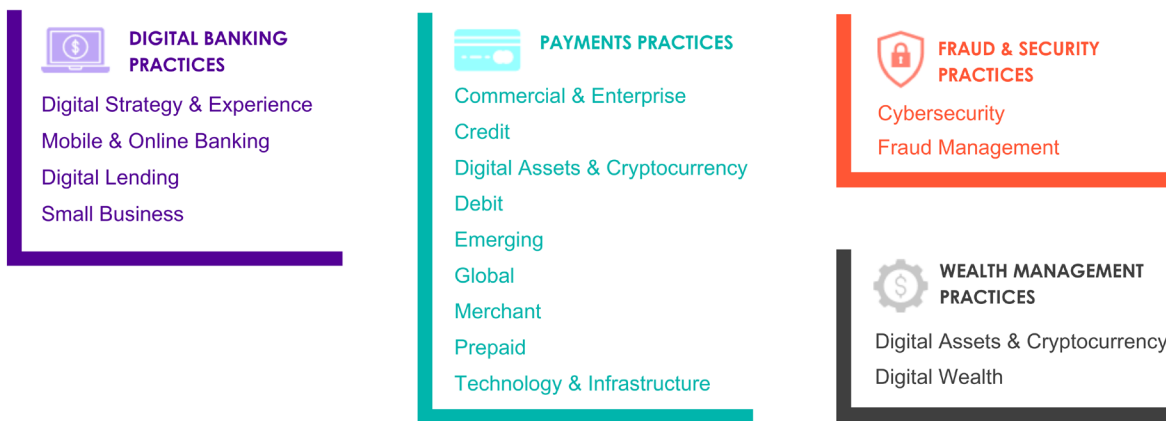 DIGITAL BANKING
PRACTICES
Digital Strategy & Experience
Mobile & Online Banking
Digital Lending
Small Business
PAYMENTS PRACTICES
Commercial & Enterprise
Credit
Digital Assets & Cryptocurrency
Debit
Emerging
Global
Merchant
Prepaid
Technology & Infrastructure
FRAUD & SECURITY
PRACTICES
Cybersecurity
Fraud Management
WEALTH MANAGEMENT
PRACTICES
Digital Assets & Cryptocurrency
Digital Wealth